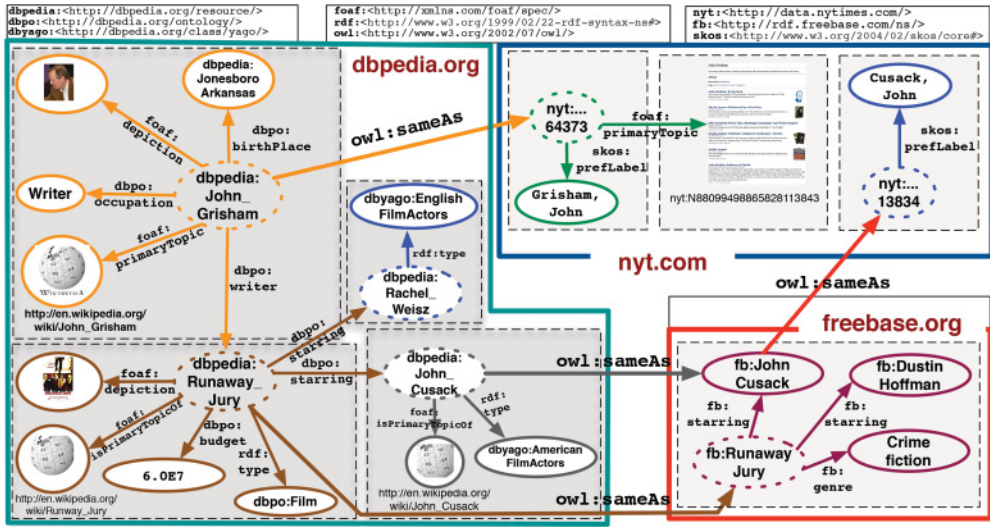 dbpedia:<http://dbpedia.org/resource/>
dbpo:<http://dbpedia.org/ontology/>
dbyago:<http://dbpedia.org/class/yago/>
foaf:<http://xmlns.com/foaf/spec/>
rdf:<http://www.w3.org/1999/02/22-rdf-syntax-ns#>
owl:<http://www.w3.org/2002/07/owl/>
nyt:<http://data.nytimes.com/>
fb:<http://rdf.freebase.com/ns/>
skos:<http://www.w3.org/2004/02/skos/core#>
dbpedia.org
dbpedia:
Jonesboro
Arkansas
foaf:
depiction
dbpo:
birthPlace
Writer
dbpo:
occupation
dbpedia:
John_
Grisham
foaf:
primaryTopic
WIKIPEDIA
http://en.wikipedia.org/
wiki/John_Grisham
dbpo:
writer
owl:sameAs
dbyago:English
FilmActors
rdf:type
dbpedia:
Rachel_
Weisz
nyt:...
64373
foaf:
primaryTopic
skos:
prefLabel
Grisham,
John
nyt:N88099498865828113843
Cusack,
John
skos:
prefLabel
nyt:...
13834
nyt.com
owl:sameAs
foaf:
depiction
dbpedia:
Runaway_
Jury
dbpo:
starring
dbpo:
starring
foaf:
isPrimaryTopicOf
dbpo:
budget
6.0E7
rdf:
type
dbpo:Film
http://en.wikipedia.org/
wiki/Runway_Jury
dbpedia:
John_
Cusack
foaf:
isPrimaryTopicOf
rdf:
type
dbyago:American
FilmActors
http://en.wikipedia.org/
wiki/John_Cusack
owl:sameAs
owl:sameAs
freebase.org
fb:John
Cusack
fb:Dustin
Hoffman
fb:
starring
fb:
starring
fb:Runaway
Jury
fb:
genre
Crime
fiction